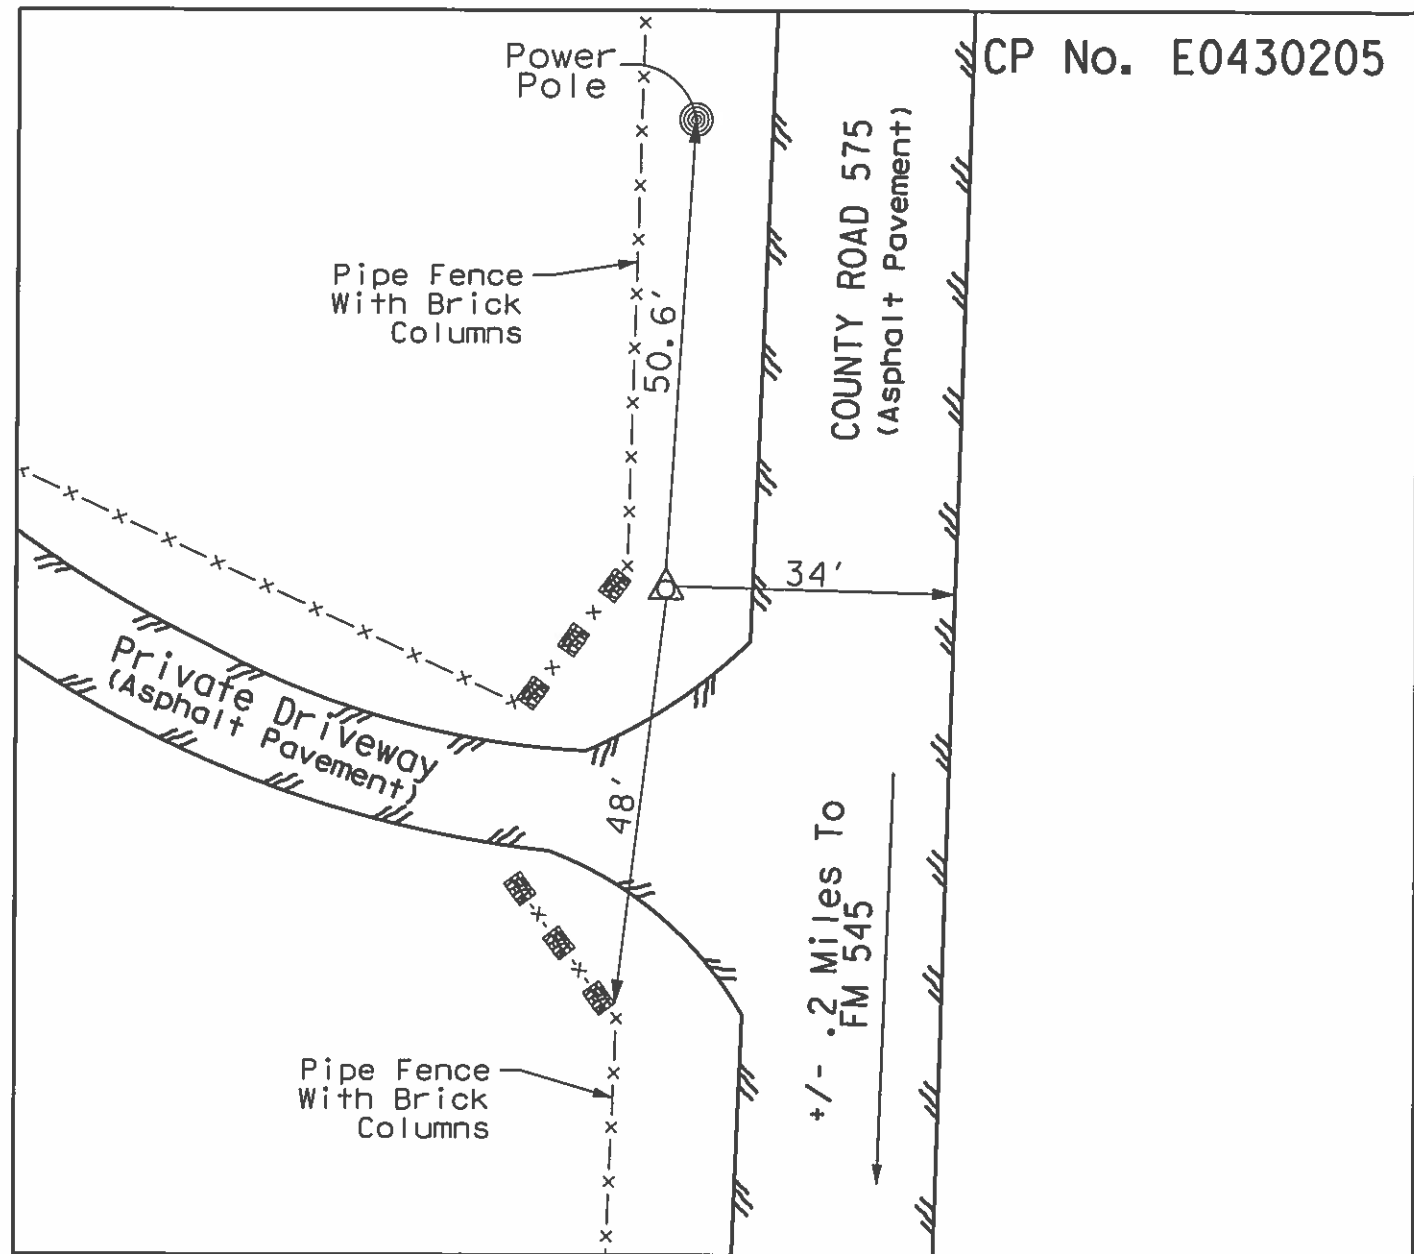 CP No. E0430205
Power
Pole
COUNTY ROAD 575
(Asphalt Pavement)
Pipe Fence
With Brick
Columns
50.6'
34'
Private Driveway
(Asphalt Pavement)
48'
+/- .2 Miles To
FM 545
Pipe Fence
With Brick
Columns